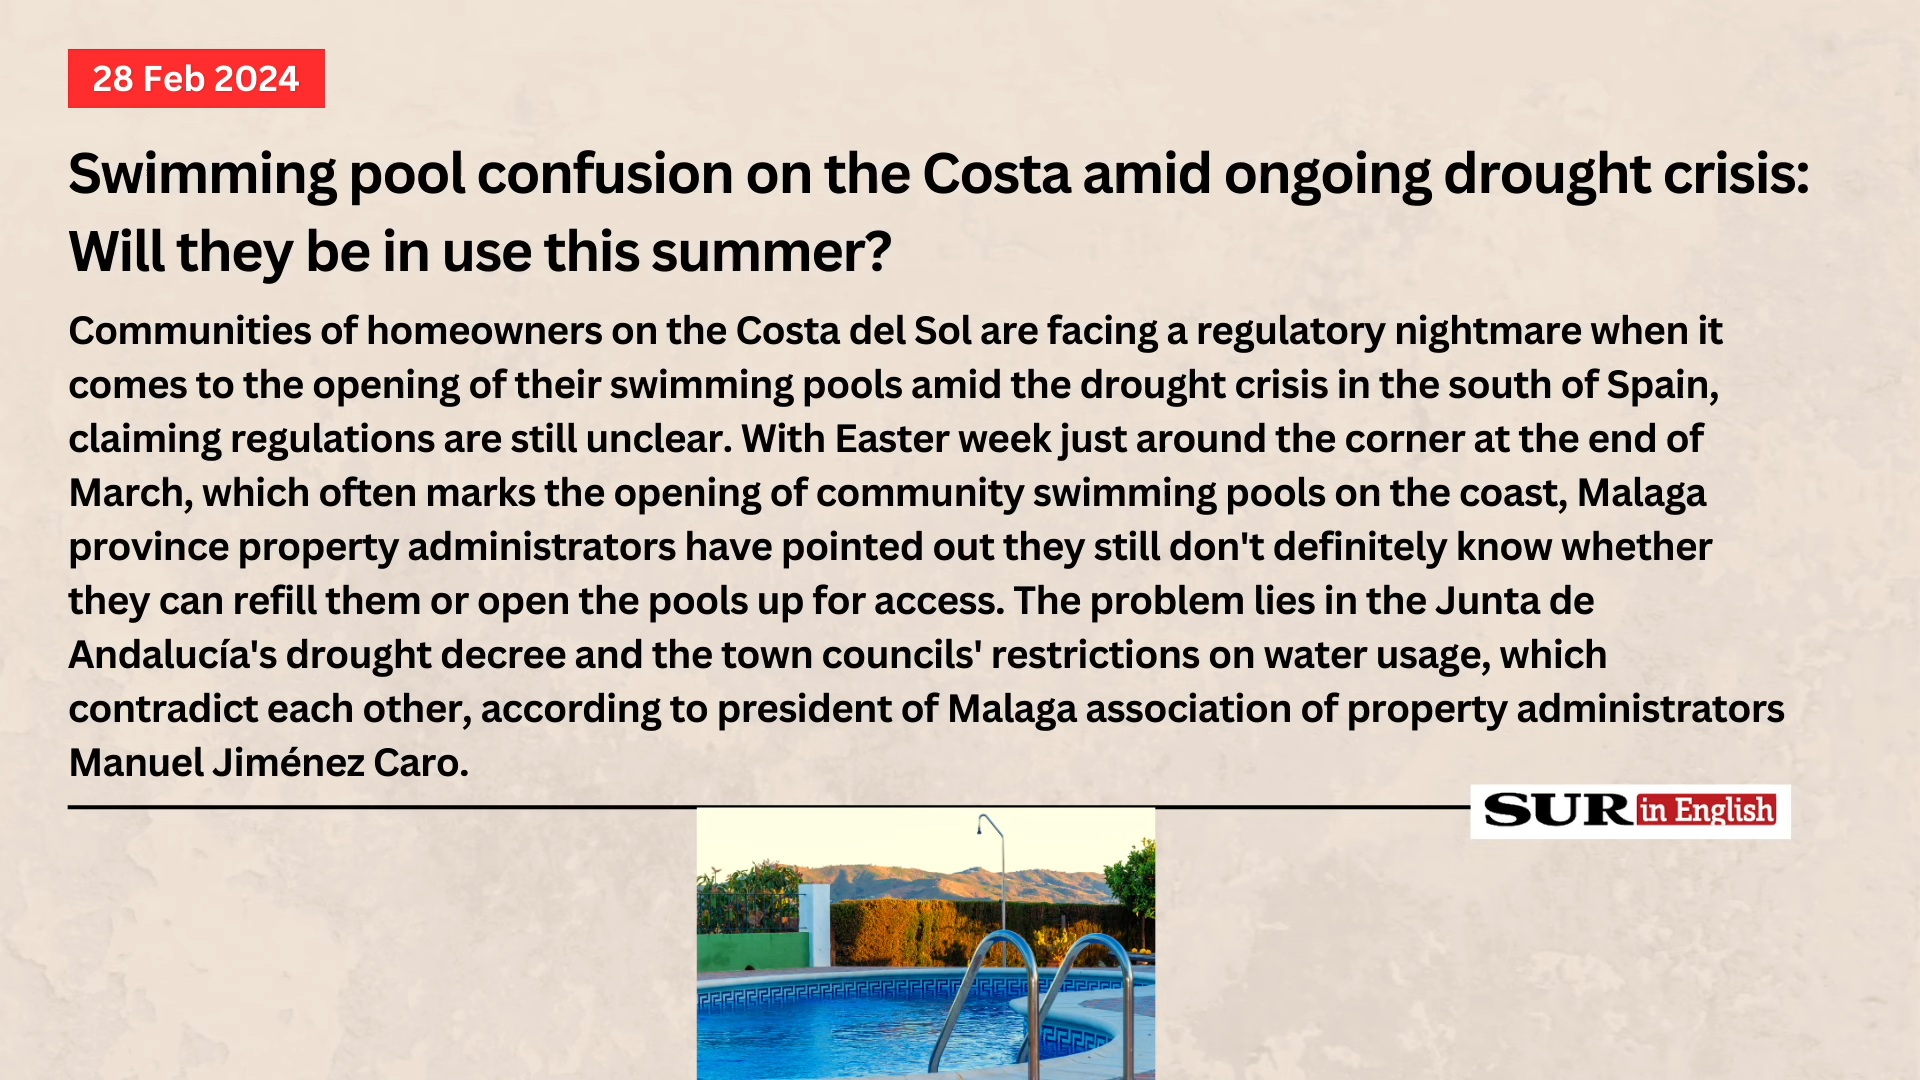 28 Feb 2024
Swimming pool confusion on the Costa amid ongoing drought crisis:
Will they be in use this summer?
Communities of homeowners on the Costa del Sol are facing a regulatory nightmare when it
comes to the opening of their swimming pools amid the drought crisis in the south of Spain,
claiming regulations are still unclear. With Easter week just around the corner at the end of
March, which often marks the opening of community swimming pools on the coast, Malaga
province property administrators have pointed out they still don't definitely know whether
they can refill them or open the pools up for access. The problem lies in the Junta de
Andalucía's drought decree and the town councils' restrictions on water usage, which
contradict each other, according to president of Malaga association of property administrators
Manuel Jiménez Caro.
SUR in English